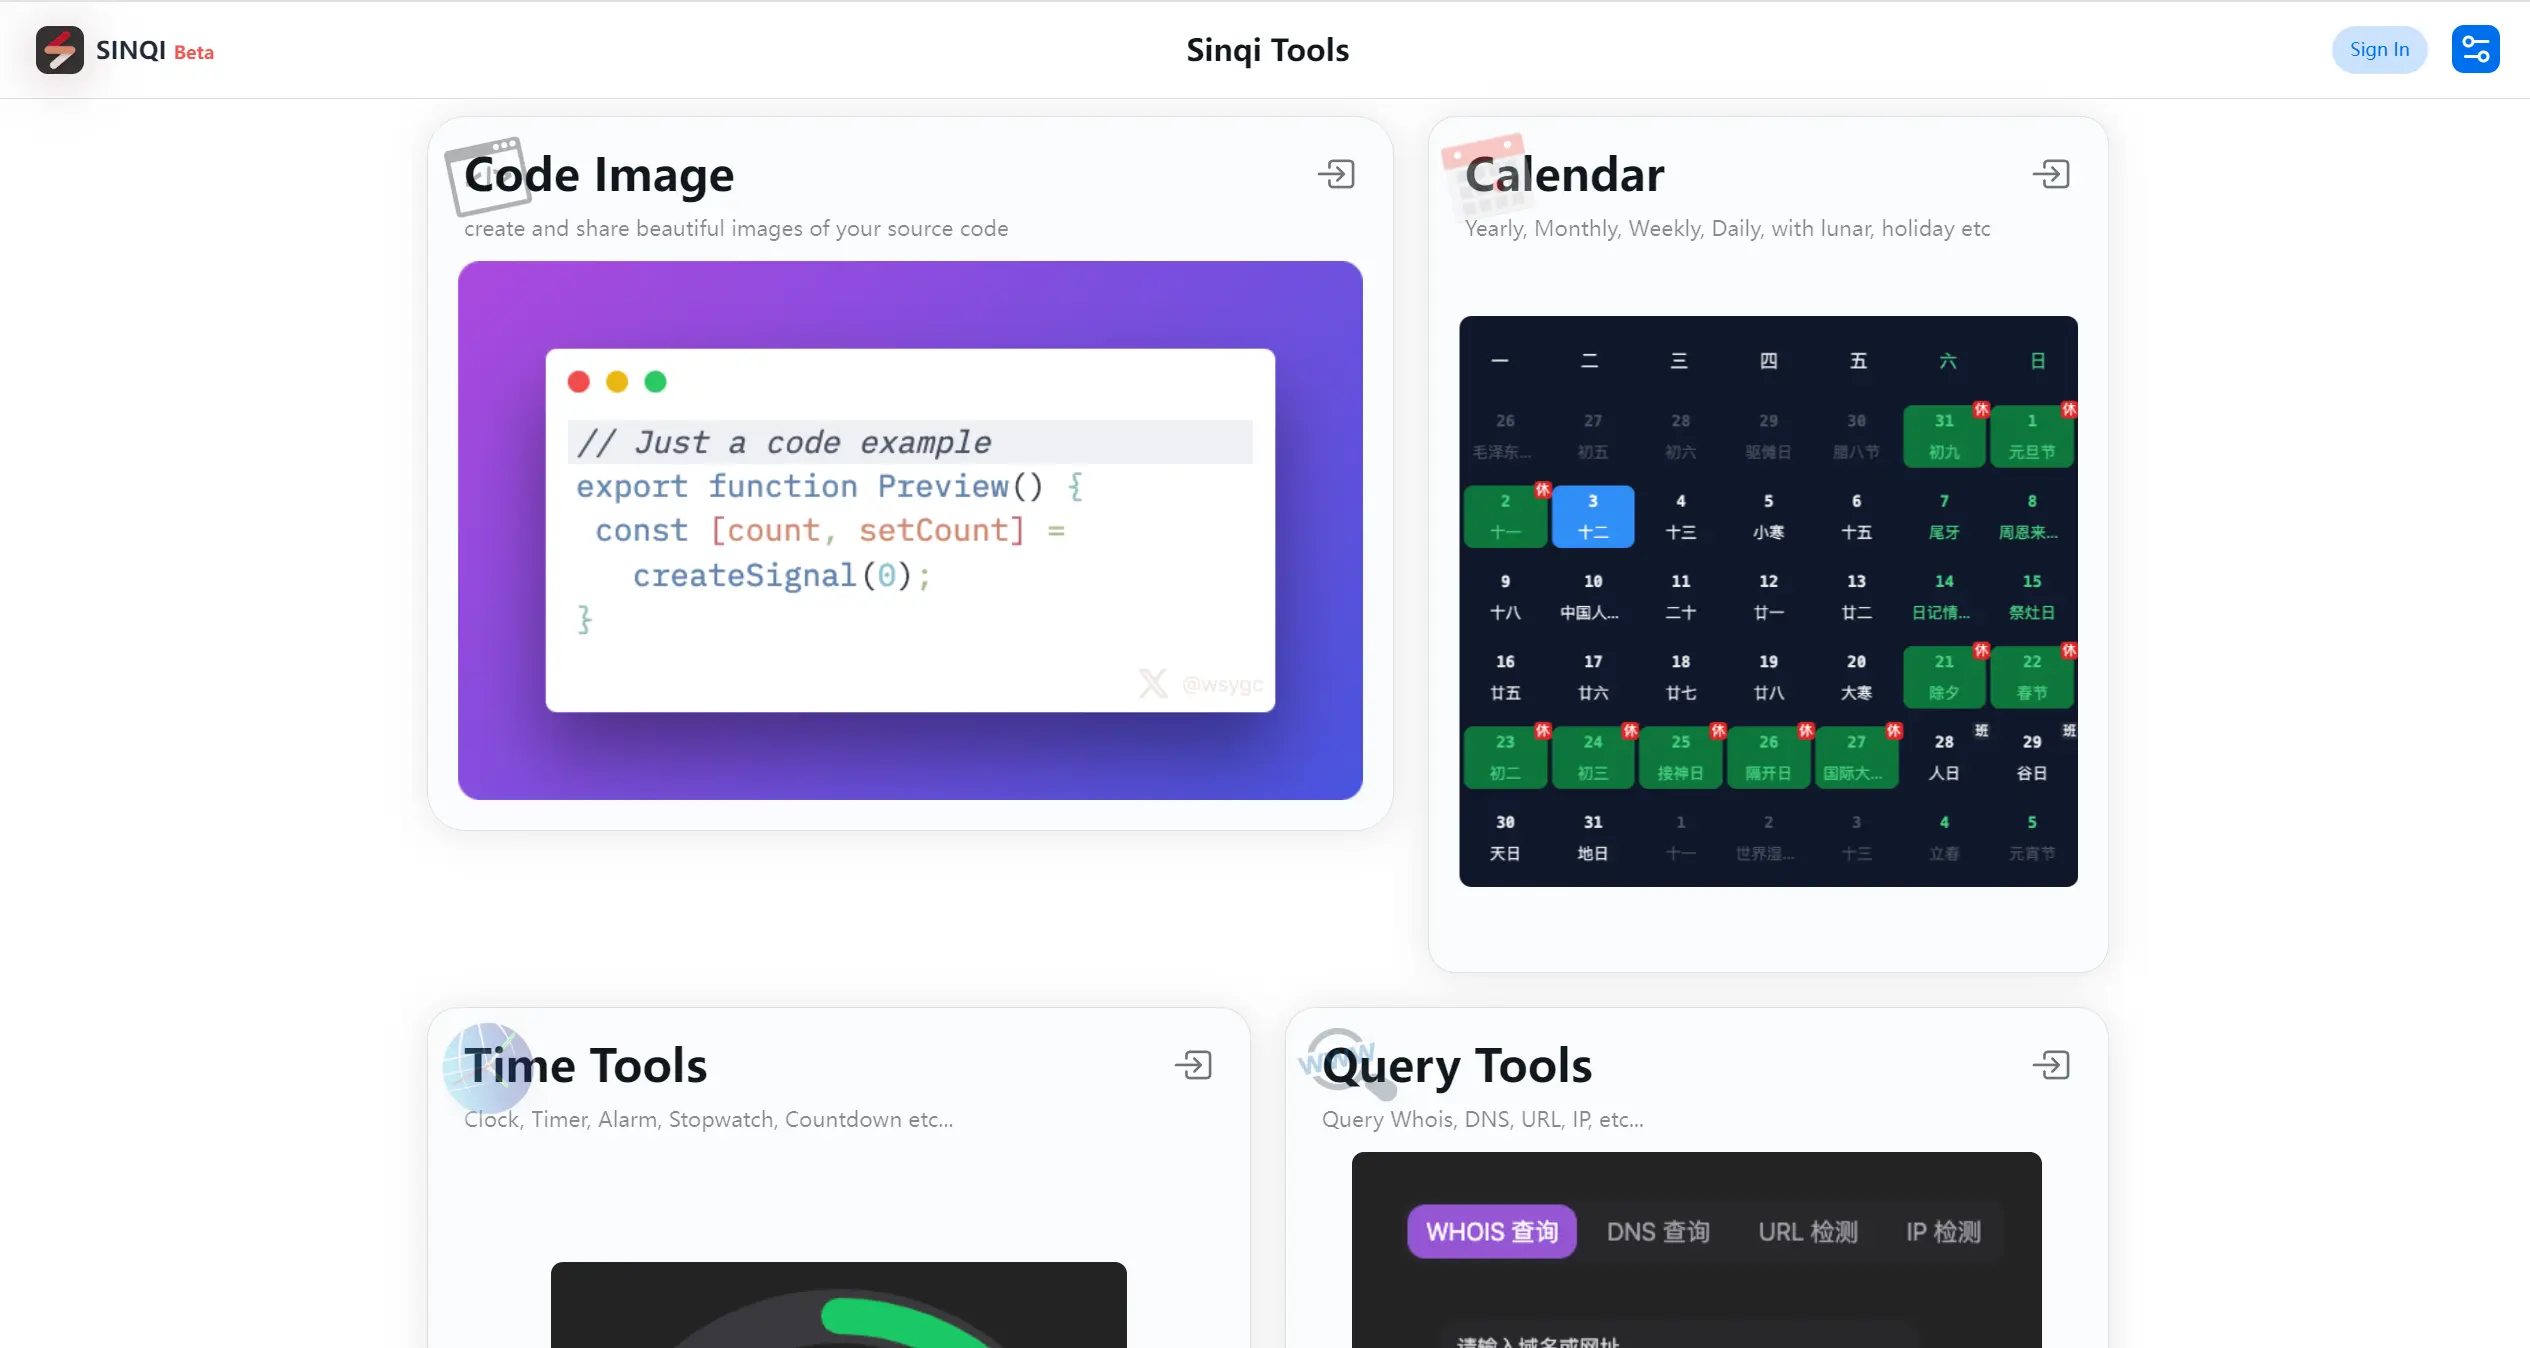 SINQI Beta
Sinqi Tools
Sign In
Code Image
create and share beautiful images of your source code
// Just a code example
export function Preview() {
const [count, setCount] =
createSignal(0);
}
X @wsygc
Calendar
Yearly, Monthly, Weekly, Daily, with lunar, holiday etc
一 二 三 四 五 六 日
26 27 28 29 30 31 休 1 休
毛泽东... 初五 初六 驱傩日 腊八节 初九 元旦节
2 休 3 4 5 6 7 8
十一 十二 十三 小寒 十五 尾牙 周恩来...
9 10 11 12 13 14 15
十八 中国人... 二十 廿一 廿二 日记情... 祭灶日
16 17 18 19 20 21 休 22 休
廿五 廿六 廿七 廿八 大寒 除夕 春节
23 休 24 休 25 休 26 休 27 休 28 班 29 班
初二 初三 接神日 隔开日 国际大... 人日 谷日
30 31 1 2 3 4 5
天日 地日 十一 世界湿... 十三 立春 元宵节
Time Tools
Clock, Timer, Alarm, Stopwatch, Countdown etc...
www
Query Tools
Query Whois, DNS, URL, IP, etc...
WHOIS 查询 DNS 查询 URL 检测 IP 检测
请输入域名或网址